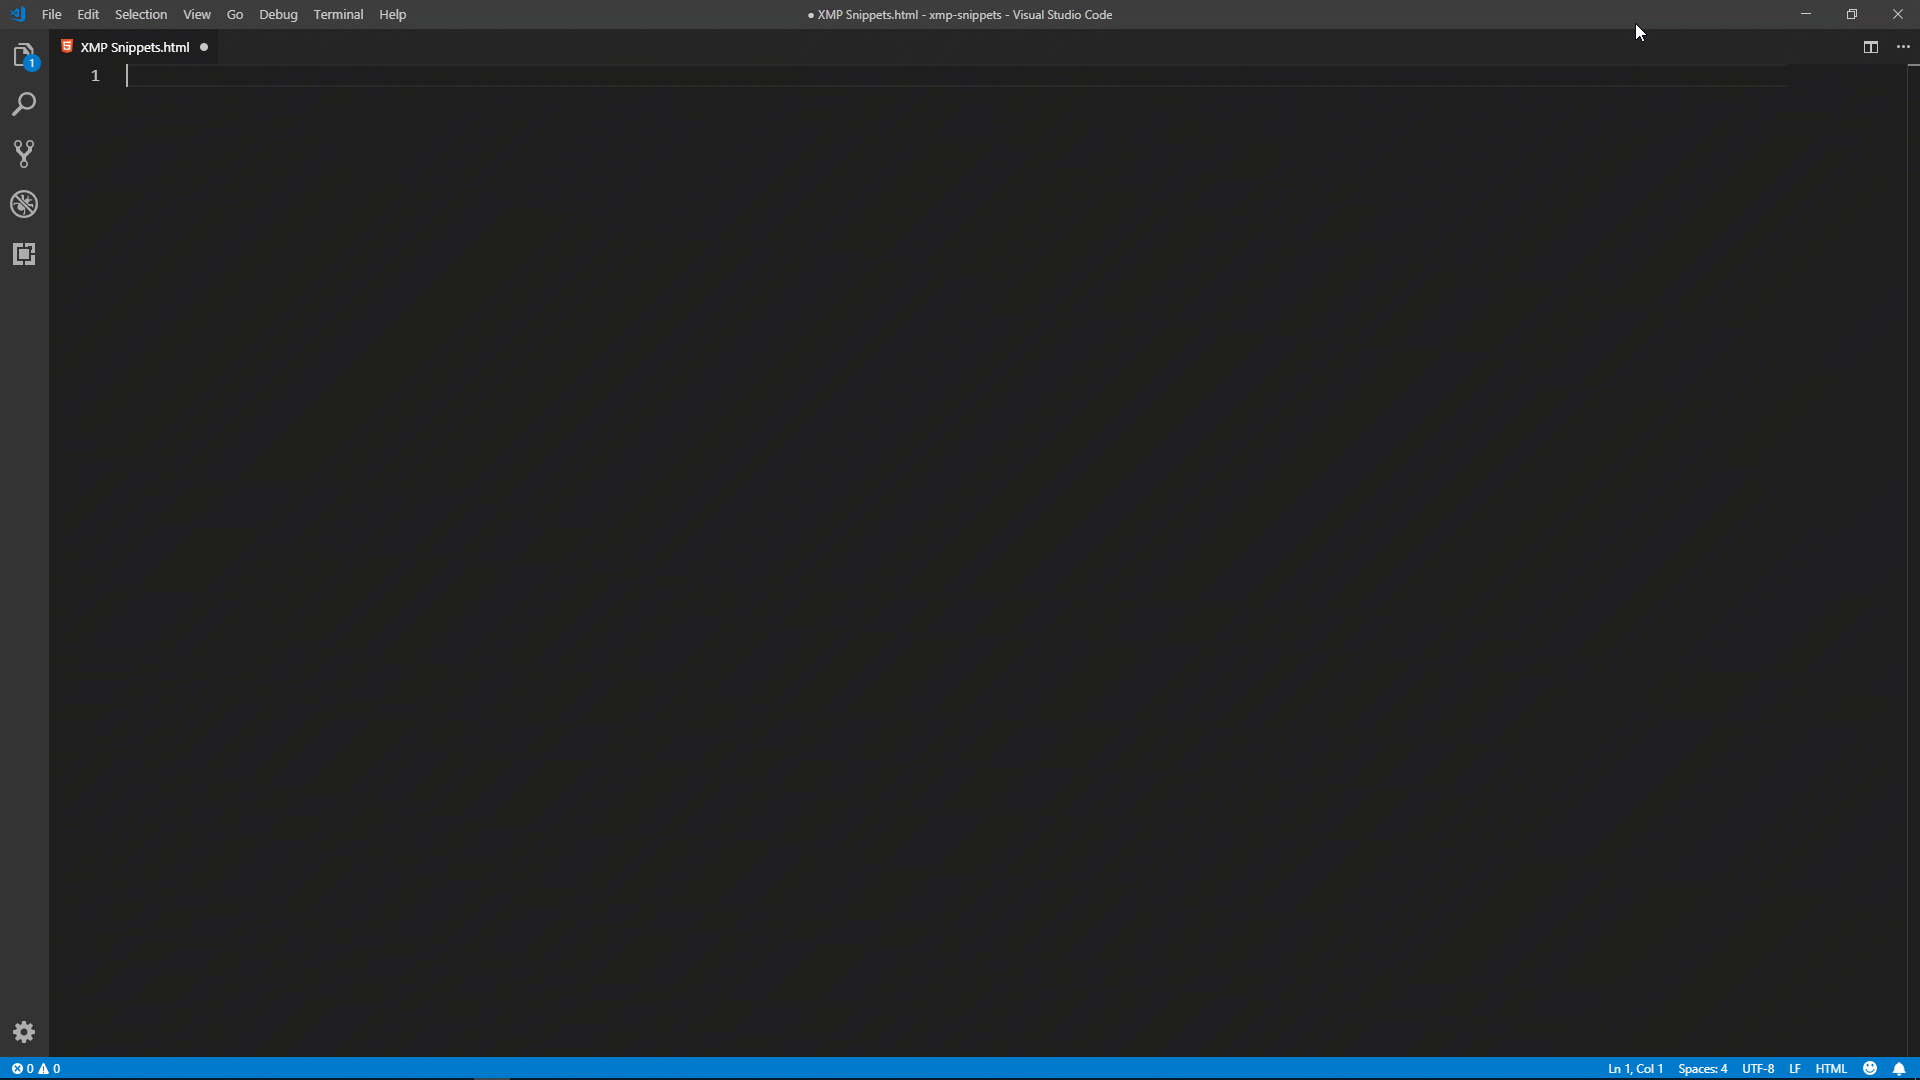 File Edit Selection View Go Debug Terminal Help
● XMP Snippets.html - xmp-snippets - Visual Studio Code
XMP Snippets.html ●
1
1
0 0
Ln 1, Col 1 Spaces: 4 UTF-8 LF HTML